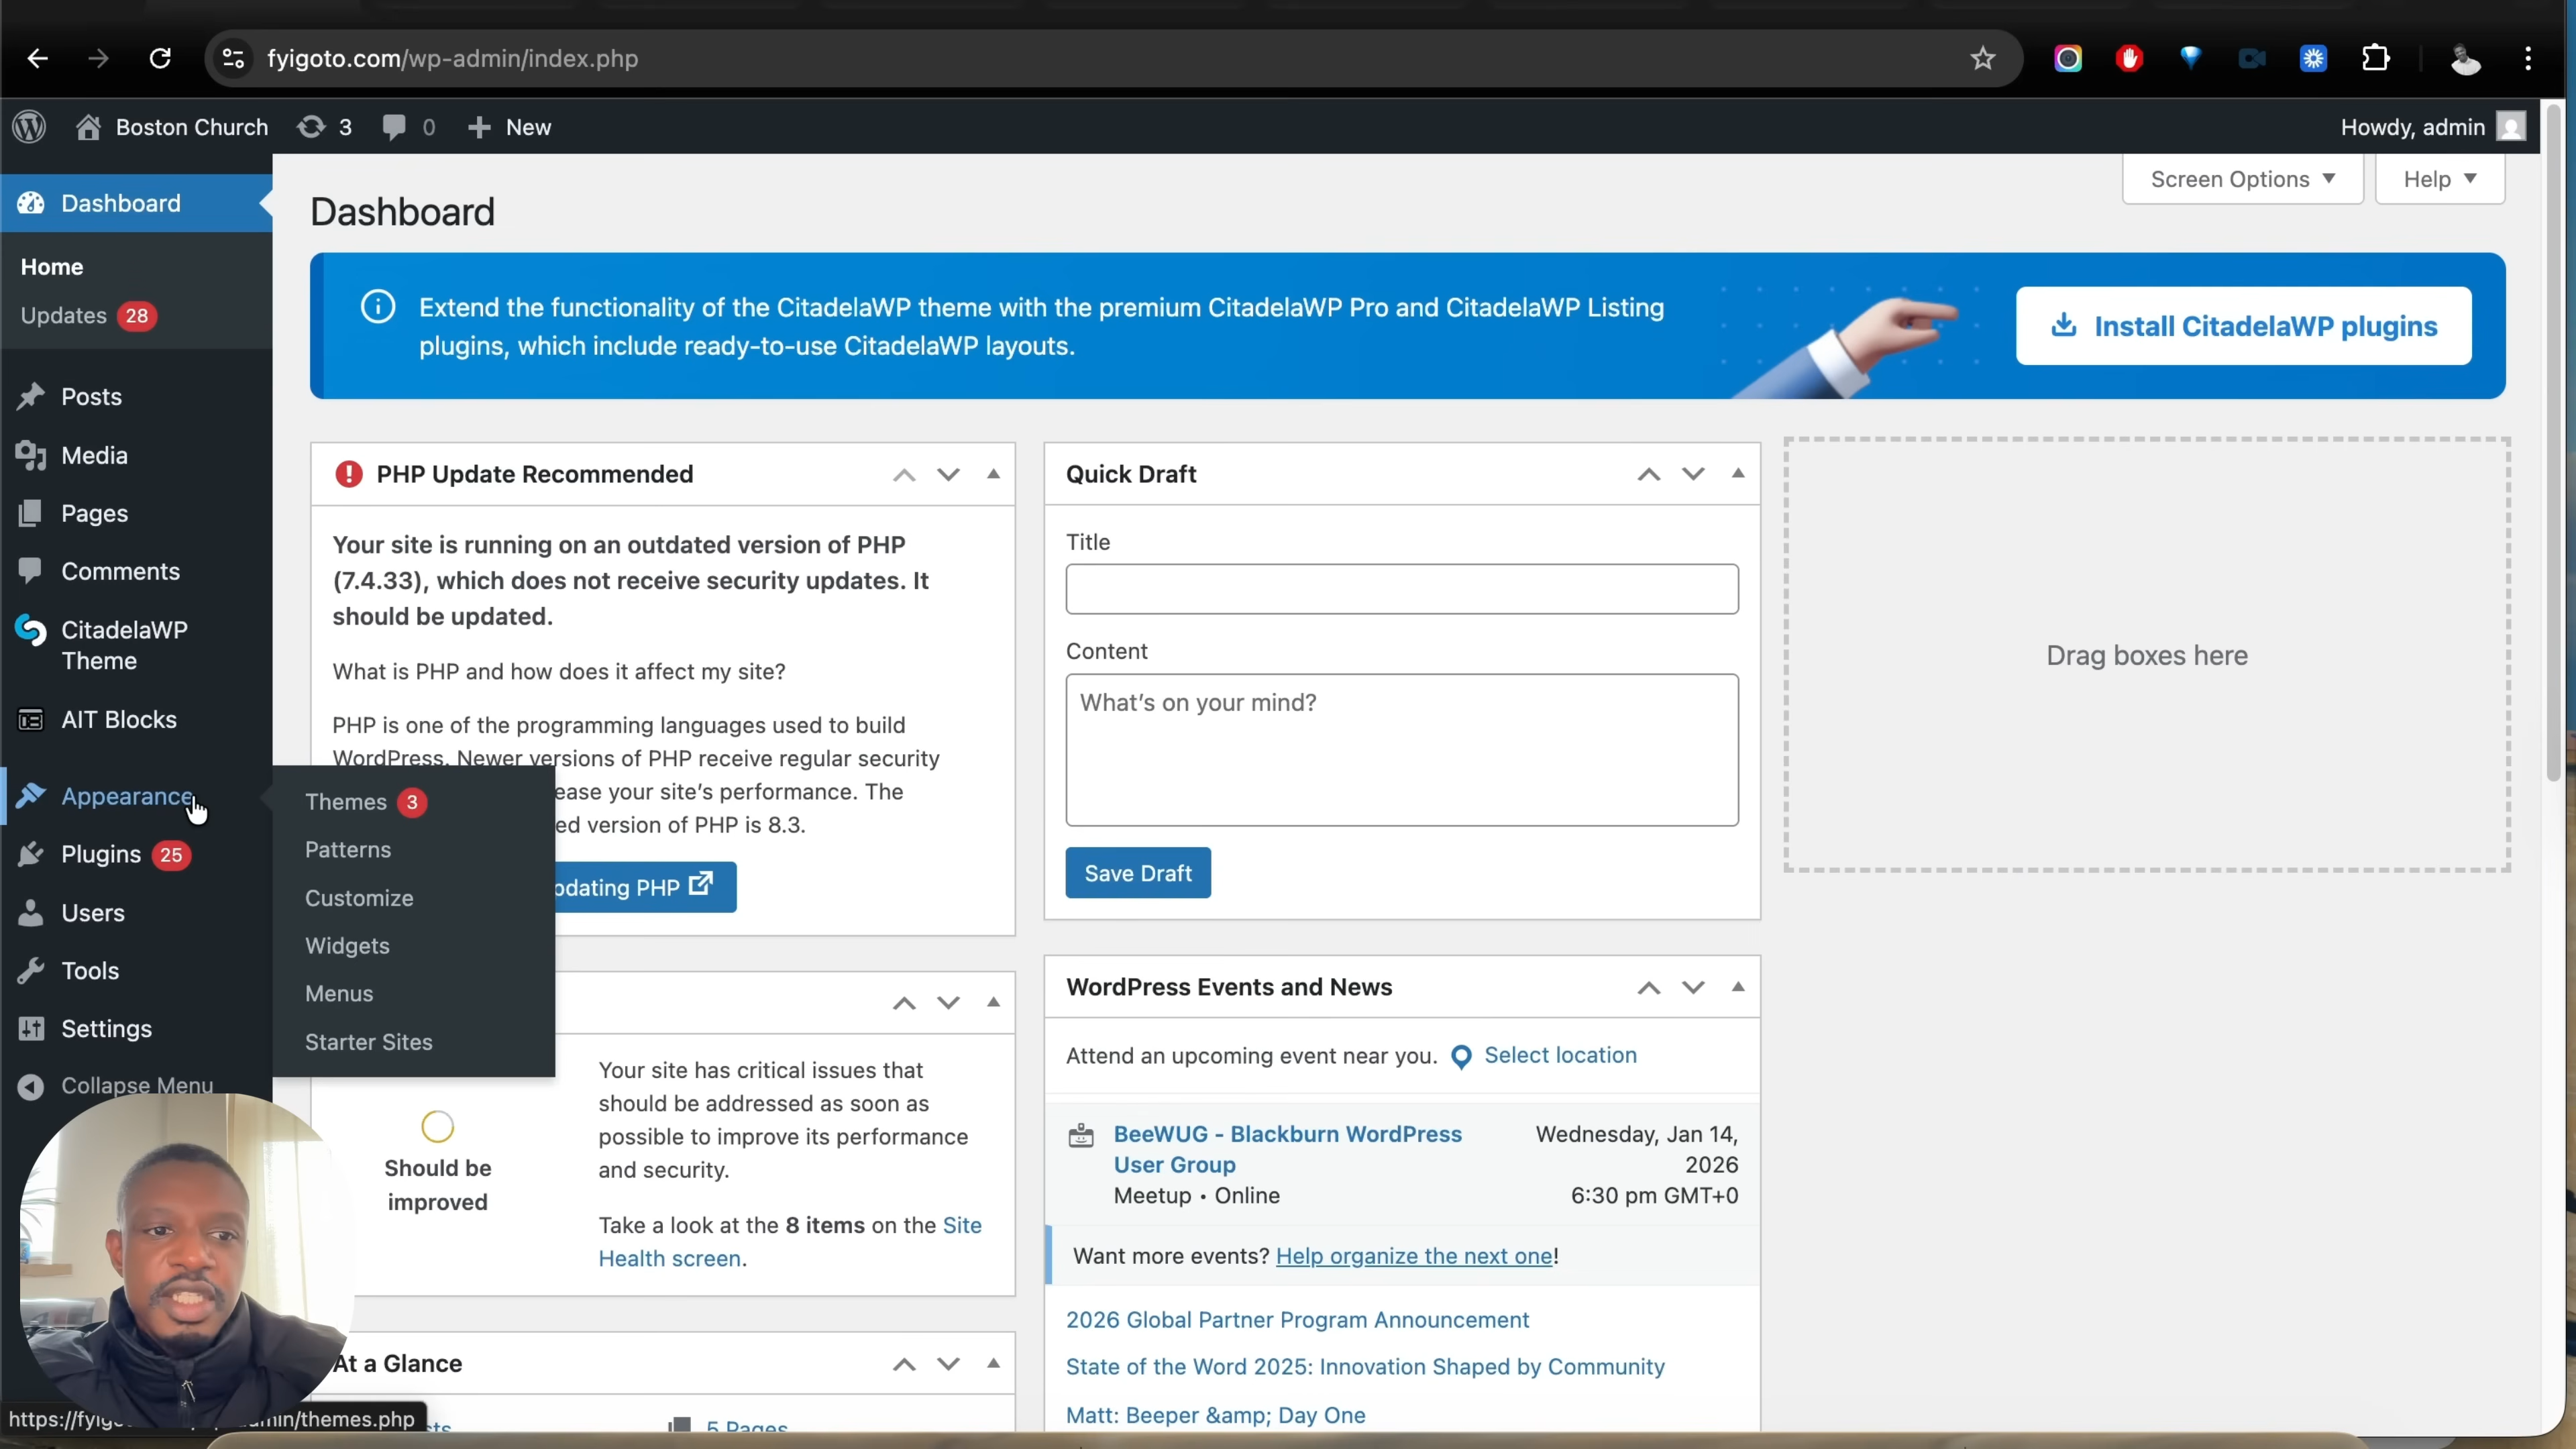 fyigoto.com/wp-admin/index.php
Boston Church
3
0
New
Howdy, admin
Dashboard
Home
Updates 28
Posts
Media
Pages
Comments
CitadelaWP
Theme
AIT Blocks
Appearance
Plugins 25
Users
Tools
Settings
Collapse Menu
Themes 3
Patterns
Customize
Widgets
Menus
Starter Sites
Screen Options
Help
Dashboard
Extend the functionality of the CitadelaWP theme with the premium CitadelaWP Pro and CitadelaWP Listing
plugins, which include ready-to-use CitadelaWP layouts.
Install CitadelaWP plugins
PHP Update Recommended
Your site is running on an outdated version of PHP
(7.4.33), which does not receive security updates. It
should be updated.
What is PHP and how does it affect my site?
PHP is one of the programming languages used to build
WordPress. Newer versions of PHP receive regular security
ease your site's performance. The
ed version of PHP is 8.3.
pdating PHP
Should be
improved
Your site has critical issues that
should be addressed as soon as
possible to improve its performance
and security.
Take a look at the 8 items on the Site
Health screen.
At a Glance
5 Pages
Quick Draft
Title
Content
What's on your mind?
Save Draft
WordPress Events and News
Attend an upcoming event near you. Select location
BeeWUG - Blackburn WordPress
User Group
Meetup • Online
Wednesday, Jan 14,
2026
6:30 pm GMT+0
Want more events? Help organize the next one!
2026 Global Partner Program Announcement
State of the Word 2025: Innovation Shaped by Community
Matt: Beeper &amp; Day One
Drag boxes here